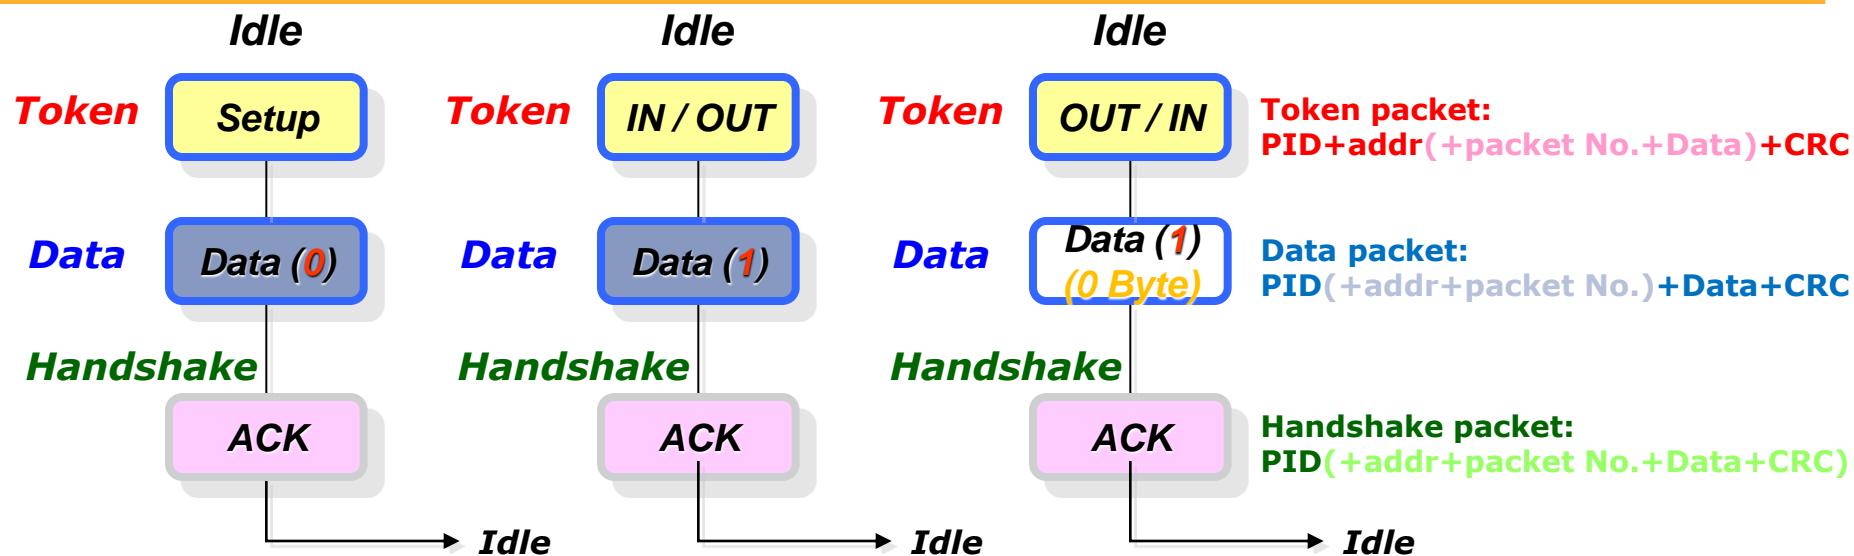 Idle Idle Idle
Token Setup Token IN / OUT Token OUT / IN Token packet:
PID+addr(+packet No.+Data)+CRC
Data Data (0) Data Data (1) Data Data (1)
(0 Byte)
Data packet:
PID(+addr+packet No.)+Data+CRC
Handshake Handshake Handshake
ACK ACK ACK
Handshake packet:
PID(+addr+packet No.+Data+CRC)
Idle Idle Idle